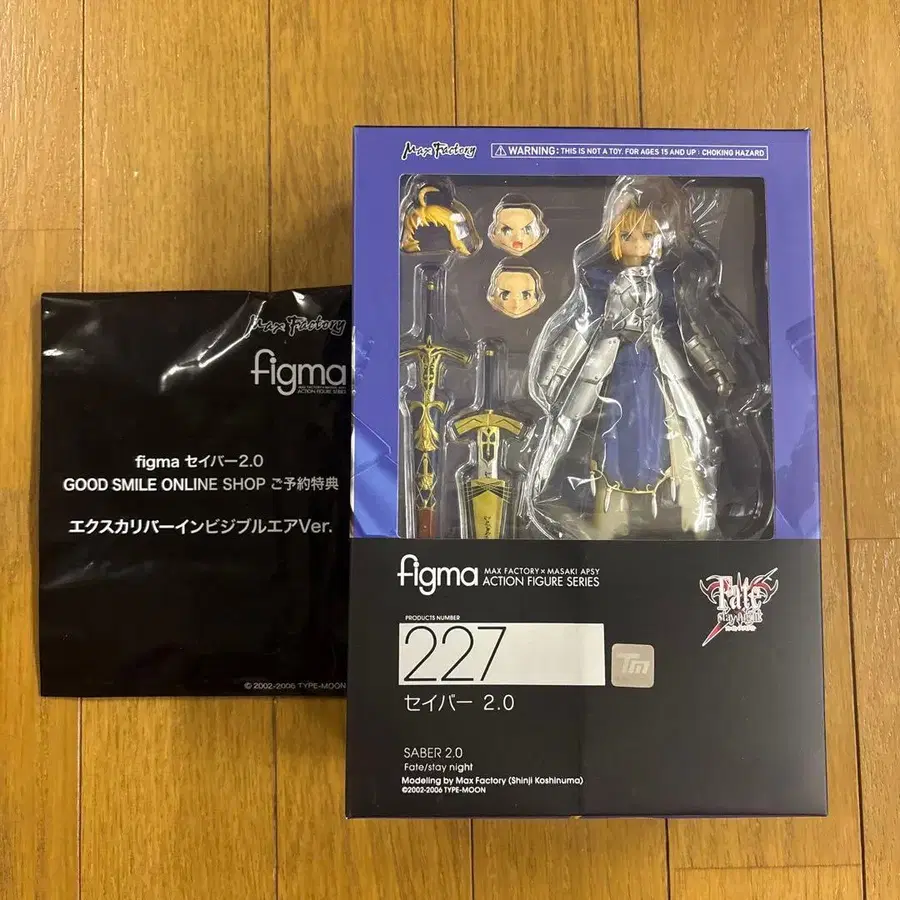 Max Factory
figma
MAX FACTORY×MASAKI APSY
ACTION FIGURE SERIES
figma セイバー2.0
GOOD SMILE ONLINE SHOP ご予約特典
エクスカリバーインビジブルエアVer.
©2002-2006 TYPE-MOON
Max Factory
WARNING: THIS IS NOT A TOY. FOR AGES 15 AND UP : CHOKING HAZARD
figma
MAX FACTORY×MASAKI APSY
ACTION FIGURE SERIES
Fate
stay night
PRODUCTS NUMBER
227
TM
セイバー 2.0
SABER 2.0
Fate/stay night
Modeling by Max Factory (Shinji Koshinuma)
©2002-2006 TYPE-MOON